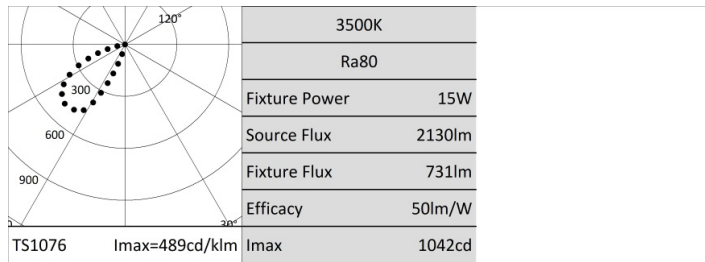 120°
300
600
900
30°
TS1076 Imax=489cd/klm
3500K
Ra80
Fixture Power 15W
Source Flux 2130lm
Fixture Flux 731lm
Efficacy 50lm/W
Imax 1042cd